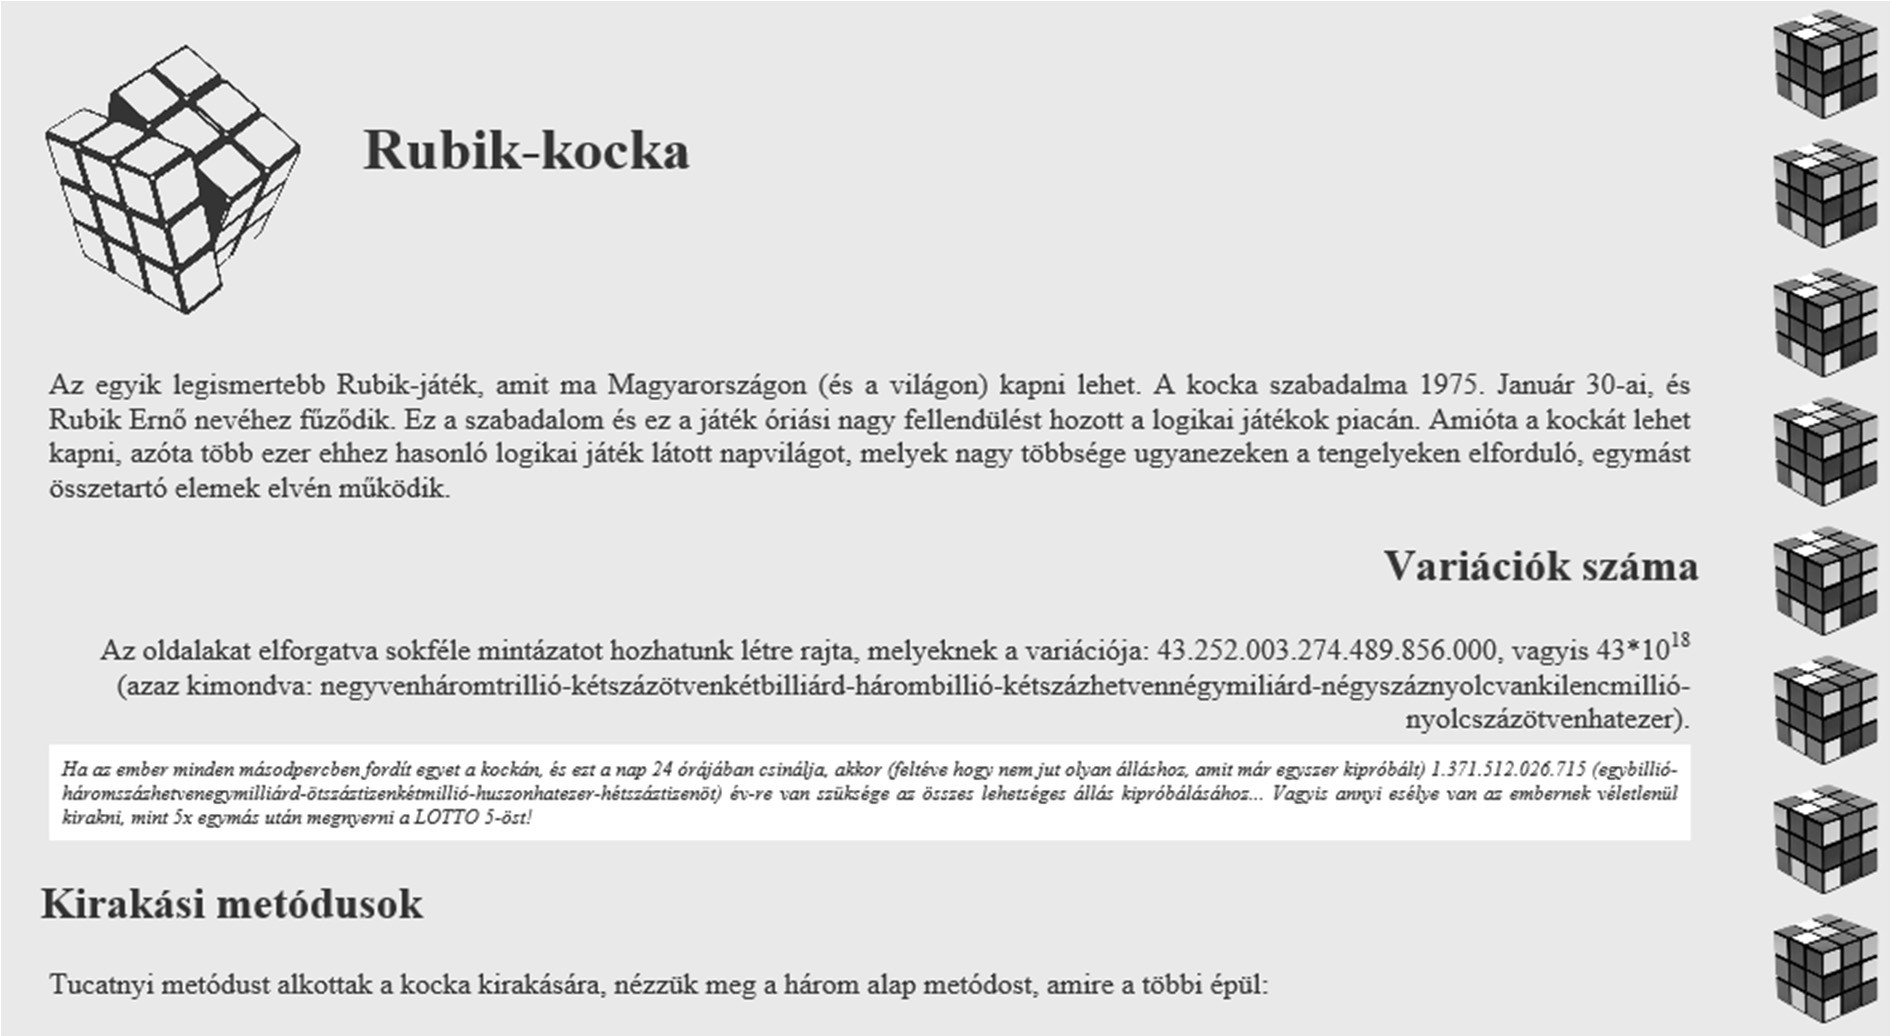 Rubik-kocka
Az egyik legismertebb Rubik-játék, amit ma Magyarországon (és a világon) kapni lehet. A kocka szabadalma 1975. Január 30-ai, és
Rubik Ernő nevéhez fűződik. Ez a szabadalom és ez a játék óriási nagy fellendülést hozott a logikai játékok piacán. Amióta a kockát lehet
kapni, azóta több ezer ehhez hasonló logikai játék látott napvilágot, melyek nagy többsége ugyanezeken a tengelyeken elforduló, egymást
összetartó elemek elvén működik.
Variációk száma
Az oldalakat elforgatva sokféle mintázatot hozhatunk létre rajta, melyeknek a variációja: 43.252.003.274.489.856.000, vagyis 43*10¹⁸
(azaz kimondva: negyvenháromtrillió-kétszázötvenkétbilliárd-hárombillió-kétszázhetvennégymiliárd-négyszáznyolcvankilencmillió-
nyolcszázötvenhatezer).
Ha az ember minden másodpercben fordít egyet a kockán, és ezt a nap 24 órájában csinálja, akkor (feltéve hogy nem jut olyan álláshoz, amit már egyszer kipróbált) 1.371.512.026.715 (egybillió-
háromszázhetvenegymilliárd-ötszáztizenkétmillió-huszonhatezer-hétszáztizenöt) év-re van szüksége az összes lehetséges állás kipróbálásához... Vagyis annyi esélye van az embernek véletlenül
kirakni, mint 5x egymás után megnyerni a LOTTO 5-öst!
Kirakási metódusok
Tucatnyi metódust alkottak a kocka kirakására, nézzük meg a három alap metódost, amire a többi épül: